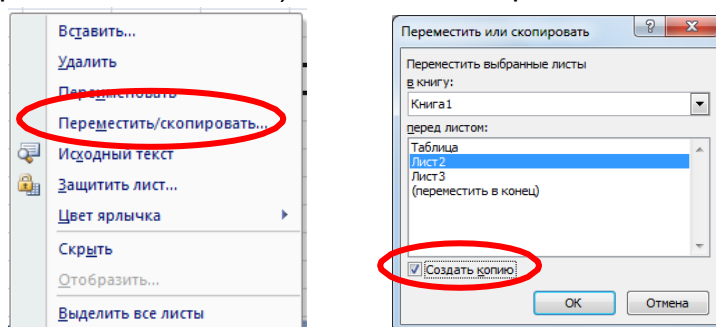 Вставить...
Удалить
Переименовать
Переместить/скопировать...
Исходный текст
Защитить лист...
Цвет ярлычка
Скрыть
Отобразить...
Выделить все листы
Переместить или скопировать
Переместить выбранные листы
в книгу:
Книга1
перед листом:
Таблица
Лист2
Лист3
(переместить в конец)
Создать копию
ОК
Отмена